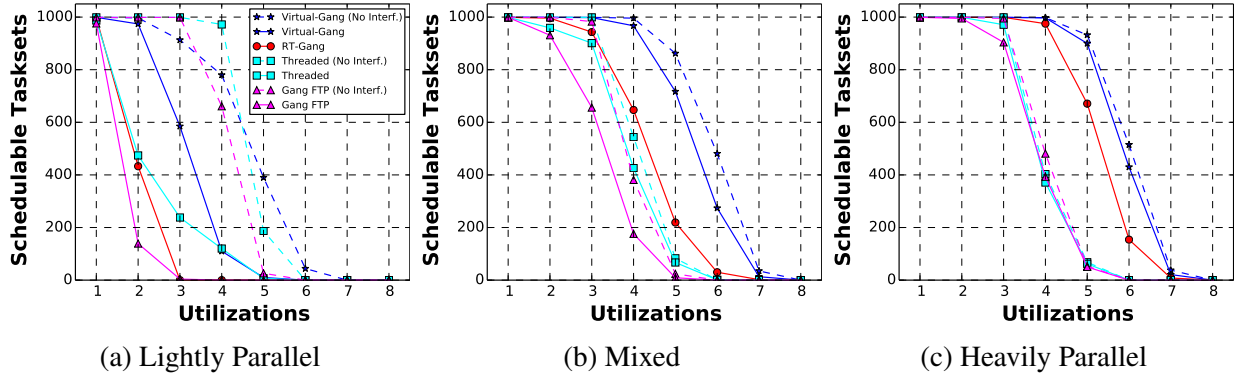 Schedulable Tasksets
1000
800
600
400
200
0
1 2 3 4 5 6 7 8
Utilizations
Virtual-Gang (No Interf.)
Virtual-Gang
RT-Gang
Threaded (No Interf.)
Threaded
Gang FTP (No Interf.)
Gang FTP
(a) Lightly Parallel
Schedulable Tasksets
1000
800
600
400
200
0
1 2 3 4 5 6 7 8
Utilizations
(b) Mixed
Schedulable Tasksets
1000
800
600
400
200
0
1 2 3 4 5 6 7 8
Utilizations
(c) Heavily Parallel